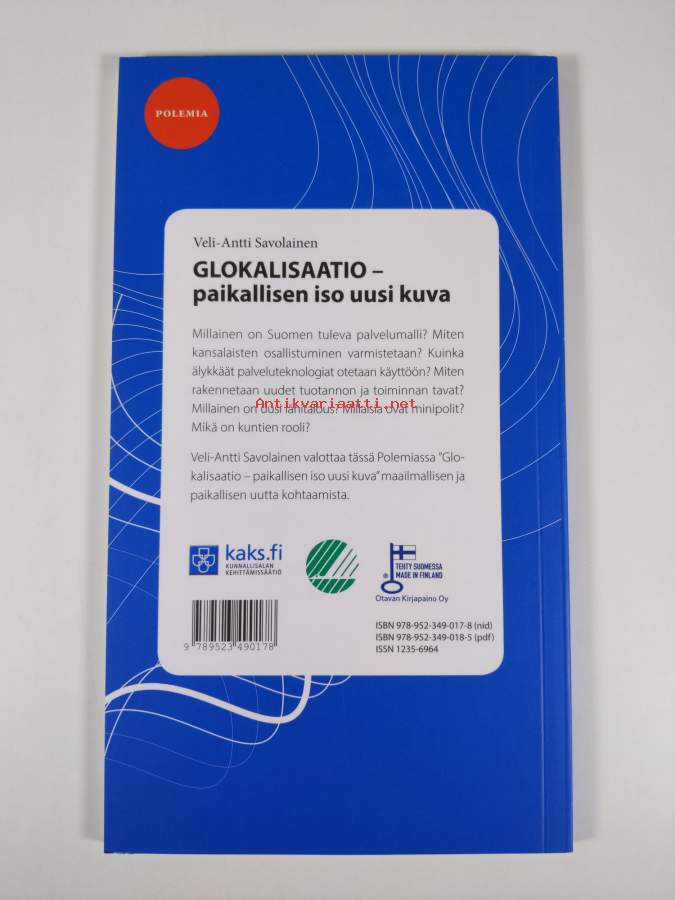 POLEMIA
Veli-Antti Savolainen
GLOKALISAATIO –
paikallisen iso uusi kuva
Millainen on Suomen tuleva palvelumalli? Miten
kansalaisten osallistuminen varmistetaan? Kuinka
älykkäät palveluteknologiat otetaan käyttöön? Miten
rakennetaan uudet tuotannon ja toiminnan tavat?
Antikvariaatti.net
Millainen on uusi lähitalous? Millaisia ovat minipolit?
Mikä on kuntien rooli?
Veli-Antti Savolainen valottaa tässä Polemiassa ”Glo-
kalisaatio – paikallisen iso uusi kuva” maailmallisen ja
paikallisen uutta kohtaamista.
kaks.fi
KUNNALLISALAN
KEHITTÄMISSÄÄTIÖ
TEHTY SUOMESSA
® MADE IN FINLAND
Otavan Kirjapaino Oy
ISBN 978-952-349-017-8 (nid)
ISBN 978-952-349-018-5 (pdf)
ISSN 1235-6964
9 789523 490178